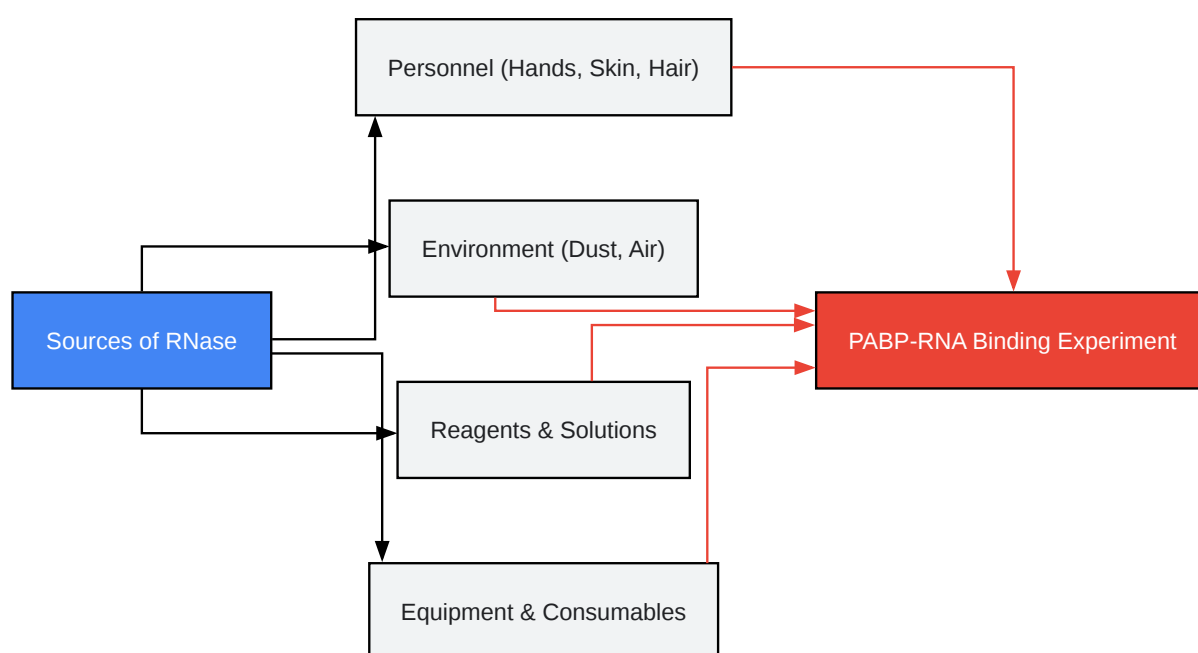 Personnel (Hands, Skin, Hair)
Environment (Dust, Air)
Sources of RNase
PABP-RNA Binding Experiment
Reagents & Solutions
Equipment & Consumables